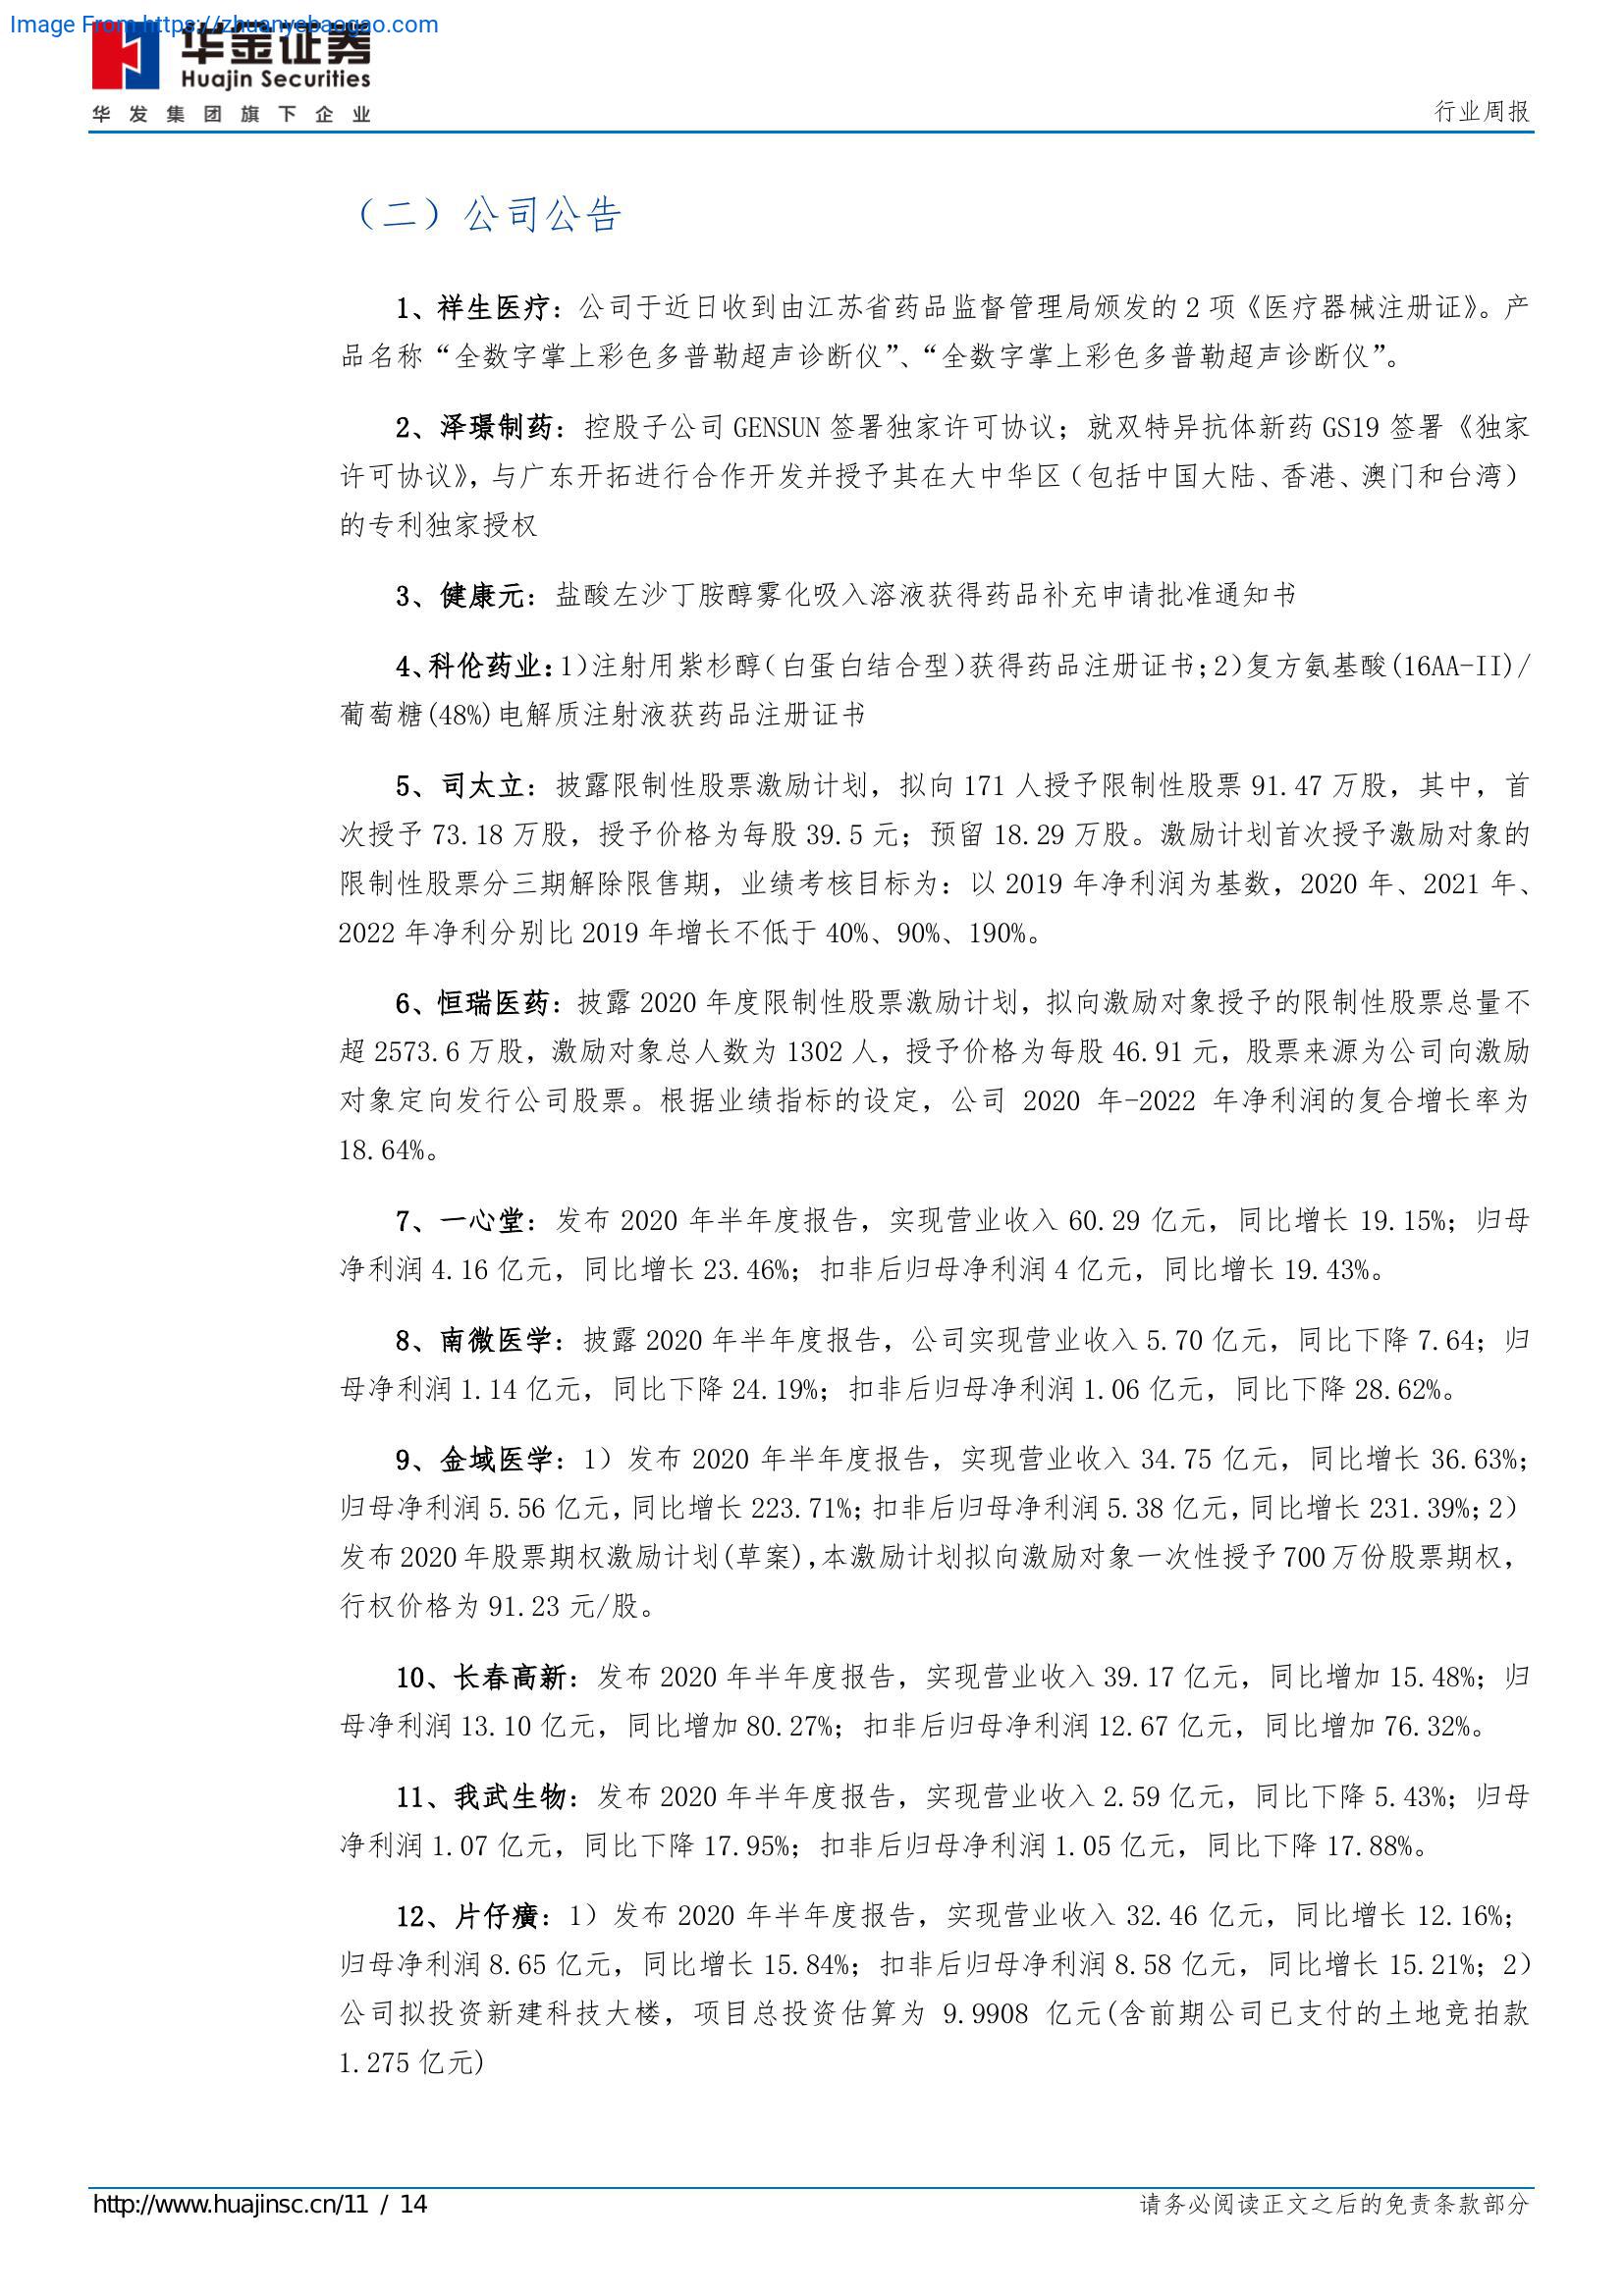 Image From https://zhuanyebaogao.com
华金证券
Huajin Securities
华发集团旗下企业
行业周报
（二）公司公告
1、祥生医疗：公司于近日收到由江苏省药品监督管理局颁发的 2 项《医疗器械注册证》。产
品名称“全数字掌上彩色多普勒超声诊断仪”、“全数字掌上彩色多普勒超声诊断仪”。
2、泽璟制药：控股子公司 GENSUN 签署独家许可协议；就双特异抗体新药 GS19 签署《独家
许可协议》，与广东开拓进行合作开发并授予其在大中华区（包括中国大陆、香港、澳门和台湾）
的专利独家授权
3、健康元：盐酸左沙丁胺醇雾化吸入溶液获得药品补充申请批准通知书
4、科伦药业：1)注射用紫杉醇（白蛋白结合型）获得药品注册证书；2)复方氨基酸(16AA-II)/
葡萄糖(48%)电解质注射液获药品注册证书
5、司太立：披露限制性股票激励计划，拟向 171 人授予限制性股票 91.47 万股，其中，首
次授予 73.18 万股，授予价格为每股 39.5 元；预留 18.29 万股。激励计划首次授予激励对象的
限制性股票分三期解除限售期，业绩考核目标为：以 2019 年净利润为基数，2020 年、2021 年、
2022 年净利分别比 2019 年增长不低于 40%、90%、190%。
6、恒瑞医药：披露 2020 年度限制性股票激励计划，拟向激励对象授予的限制性股票总量不
超 2573.6 万股，激励对象总人数为 1302 人，授予价格为每股 46.91 元，股票来源为公司向激励
对象定向发行公司股票。根据业绩指标的设定，公司 2020 年-2022 年净利润的复合增长率为
18.64%。
7、一心堂：发布 2020 年半年度报告，实现营业收入 60.29 亿元，同比增长 19.15%；归母
净利润 4.16 亿元，同比增长 23.46%；扣非后归母净利润 4 亿元，同比增长 19.43%。
8、南微医学：披露 2020 年半年度报告，公司实现营业收入 5.70 亿元，同比下降 7.64；归
母净利润 1.14 亿元，同比下降 24.19%；扣非后归母净利润 1.06 亿元，同比下降 28.62%。
9、金域医学：1）发布 2020 年半年度报告，实现营业收入 34.75 亿元，同比增长 36.63%；
归母净利润 5.56 亿元，同比增长 223.71%；扣非后归母净利润 5.38 亿元，同比增长 231.39%；2）
发布 2020 年股票期权激励计划(草案)，本激励计划拟向激励对象一次性授予 700 万份股票期权，
行权价格为 91.23 元/股。
10、长春高新：发布 2020 年半年度报告，实现营业收入 39.17 亿元，同比增加 15.48%；归
母净利润 13.10 亿元，同比增加 80.27%；扣非后归母净利润 12.67 亿元，同比增加 76.32%。
11、我武生物：发布 2020 年半年度报告，实现营业收入 2.59 亿元，同比下降 5.43%；归母
净利润 1.07 亿元，同比下降 17.95%；扣非后归母净利润 1.05 亿元，同比下降 17.88%。
12、片仔癀：1）发布 2020 年半年度报告，实现营业收入 32.46 亿元，同比增长 12.16%；
归母净利润 8.65 亿元，同比增长 15.84%；扣非后归母净利润 8.58 亿元，同比增长 15.21%；2）
公司拟投资新建科技大楼，项目总投资估算为 9.9908 亿元(含前期公司已支付的土地竞拍款
1.275 亿元)
http://www.huajinsc.cn/11 / 14
请务必阅读正文之后的免责条款部分